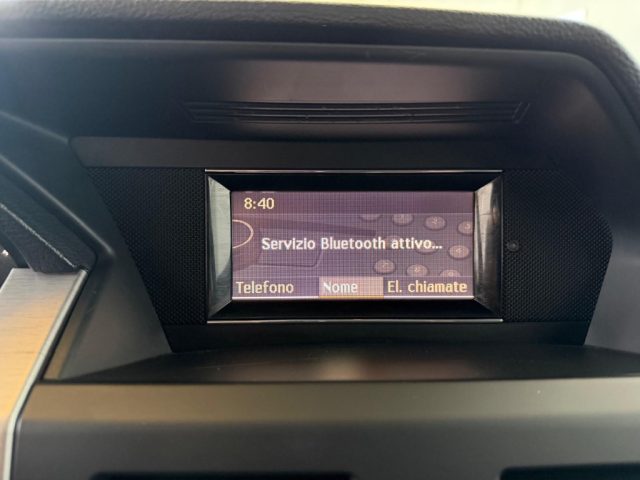 8:40
Servizio Bluetooth attivo...
Telefono Nome El. chiamate